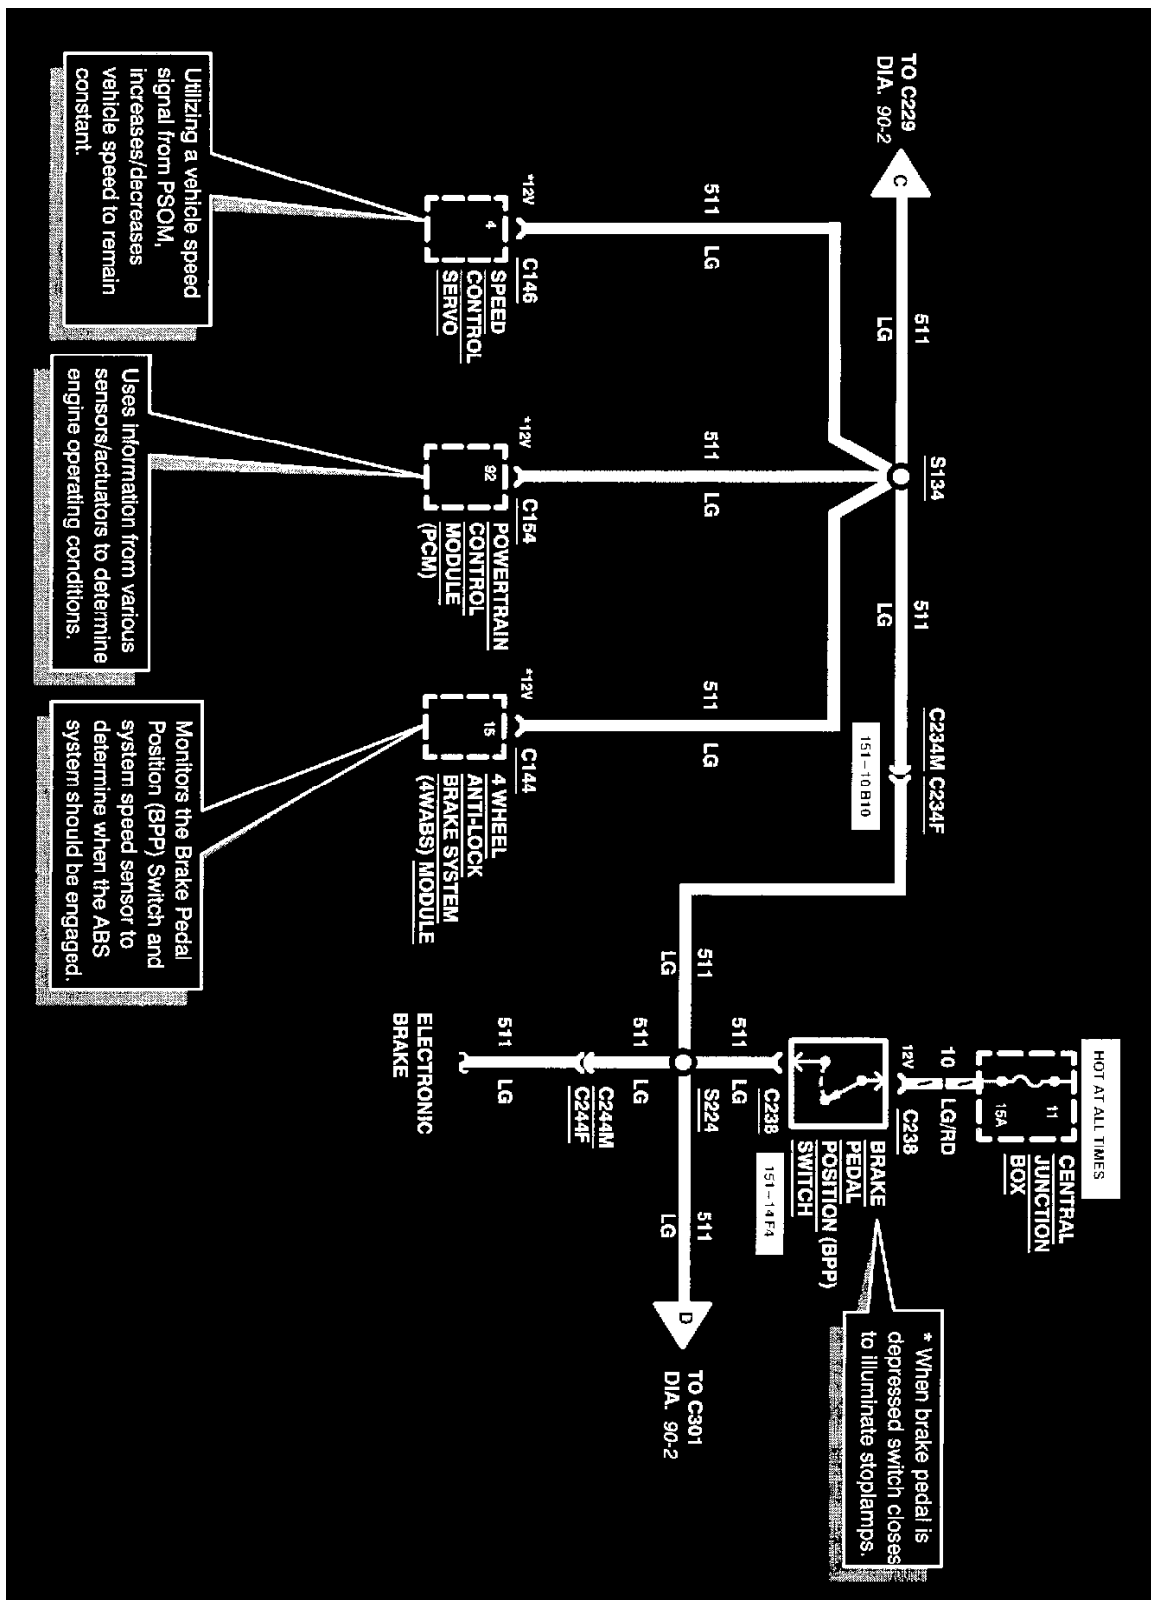 HOT AT ALL TIMES
CENTRAL
JUNCTION
BOX
11
15A
10
LG/RD
12V
C238
BRAKE
PEDAL
POSITION (BPP)
SWITCH
* When brake pedal is
depressed switch closes
to illuminate stoplamps.
C238
151–14 F4
511
LG
S224
511
LG
TO C301
DIA. 90-2
D
511
LG
C244M
C244F
511
LG
ELECTRONIC
BRAKE
511
LG
C234M C234F
151–10 B10
511
LG
S134
511
LG
TO C229
DIA. 90-2
C
511
LG
*12V
C146
4
SPEED
CONTROL
SERVO
Utilizing a vehicle speed
signal from PSOM,
increases/decreases
vehicle speed to remain
constant.
511
LG
*12V
C154
92
POWERTRAIN
CONTROL
MODULE
(PCM)
Uses information from various
sensors/actuators to determine
engine operating conditions.
511
LG
*12V
C144
15
4 WHEEL
ANTI-LOCK
BRAKE SYSTEM
(4WABS) MODULE
Monitors the Brake Pedal
Position (BPP) Switch and
system speed sensor to
determine when the ABS
system should be engaged.